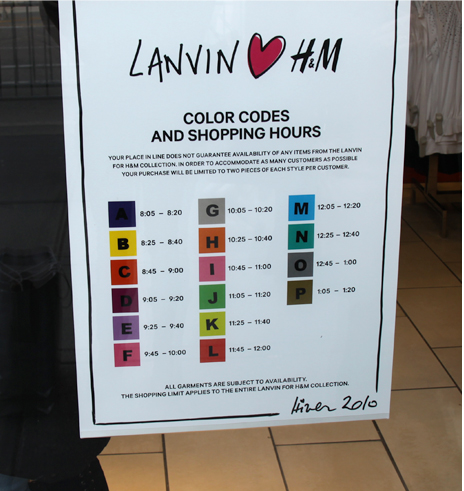 LANVIN H&M
COLOR CODES
AND SHOPPING HOURS
YOUR PLACE IN LINE DOES NOT GUARANTEE AVAILABILITY OF ANY ITEMS FROM THE LANVIN
FOR H&M COLLECTION. IN ORDER TO ACCOMMODATE AS MANY CUSTOMERS AS POSSIBLE
YOUR PURCHASE WILL BE LIMITED TO TWO PIECES OF EACH STYLE PER CUSTOMER.
A 8:05 – 8:20
B 8:25 – 8:40
C 8:45 – 9:00
D 9:05 – 9:20
E 9:25 – 9:40
F 9:45 – 10:00
G 10:05 – 10:20
H 10:25 – 10:40
I 10:45 – 11:00
J 11:05 – 11:20
K 11:25 – 11:40
L 11:45 – 12:00
M 12:05 – 12:20
N 12:25 – 12:40
O 12:45 – 1:00
P 1:05 – 1:20
ALL GARMENTS ARE SUBJECT TO AVAILABILITY.
THE SHOPPING LIMIT APPLIES TO THE ENTIRE LANVIN FOR H&M COLLECTION.
2010